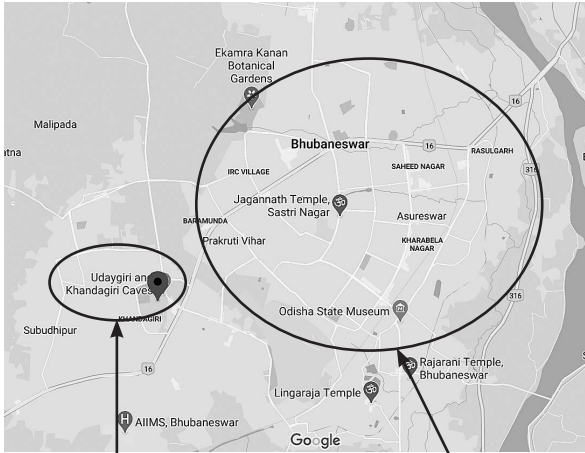 Ekamra Kanan
Botanical
Gardens
16
Malipada
atna
Bhubaneswar
16
RASULGARH
IRC VILLAGE
SAHEED NAGAR
316
Jagannath Temple,
Sastri Nagar
BARAMUNDA
Asureswar
Prakruti Vihar
KHARABELA
NAGAR
Udaygiri an
Khandagiri Caves
316
Odisha State Museum
KHANDAGIRI
Subudhipur
16
Rajarani Temple,
Bhubaneswar
Lingaraja Temple
H AIIMS, Bhubaneswar
Google